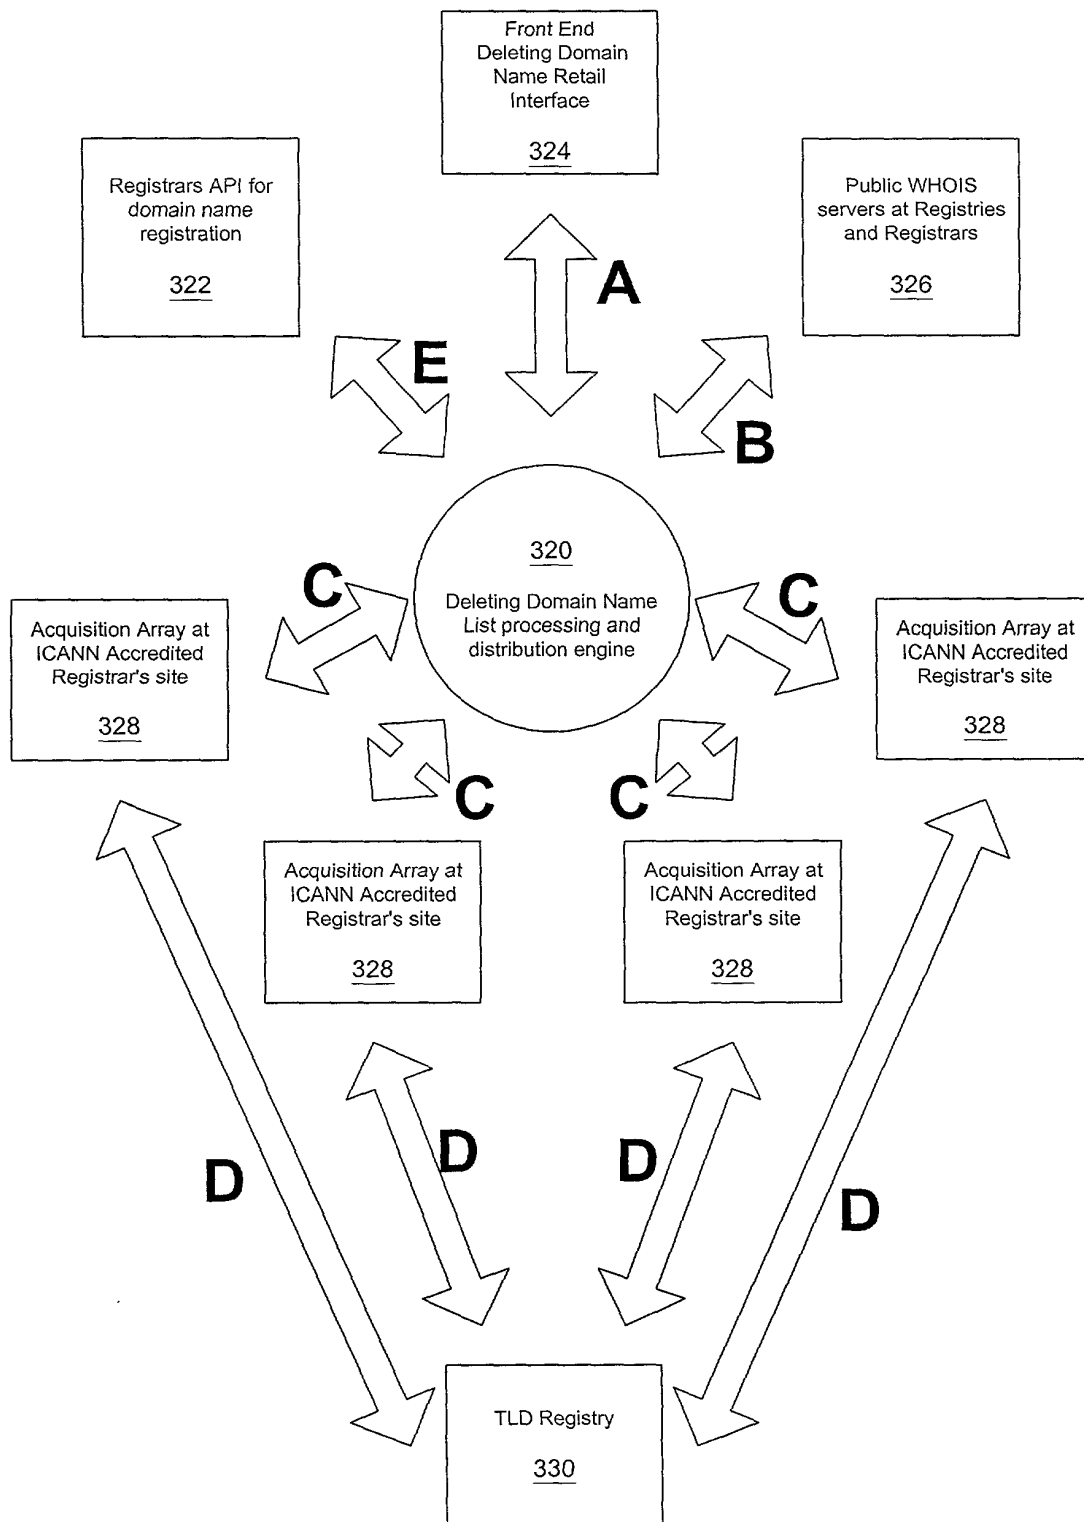 Front End
Deleting Domain
Name Retail
Interface
324
Registrars API for
domain name
registration
322
Public WHOIS
servers at Registries
and Registrars
326
A
E
B
320
Deleting Domain Name
List processing and
distribution engine
C
C
Acquisition Array at
ICANN Accredited
Registrar's site
328
Acquisition Array at
ICANN Accredited
Registrar's site
328
C
C
Acquisition Array at
ICANN Accredited
Registrar's site
328
Acquisition Array at
ICANN Accredited
Registrar's site
328
D
D
D
D
TLD Registry
330